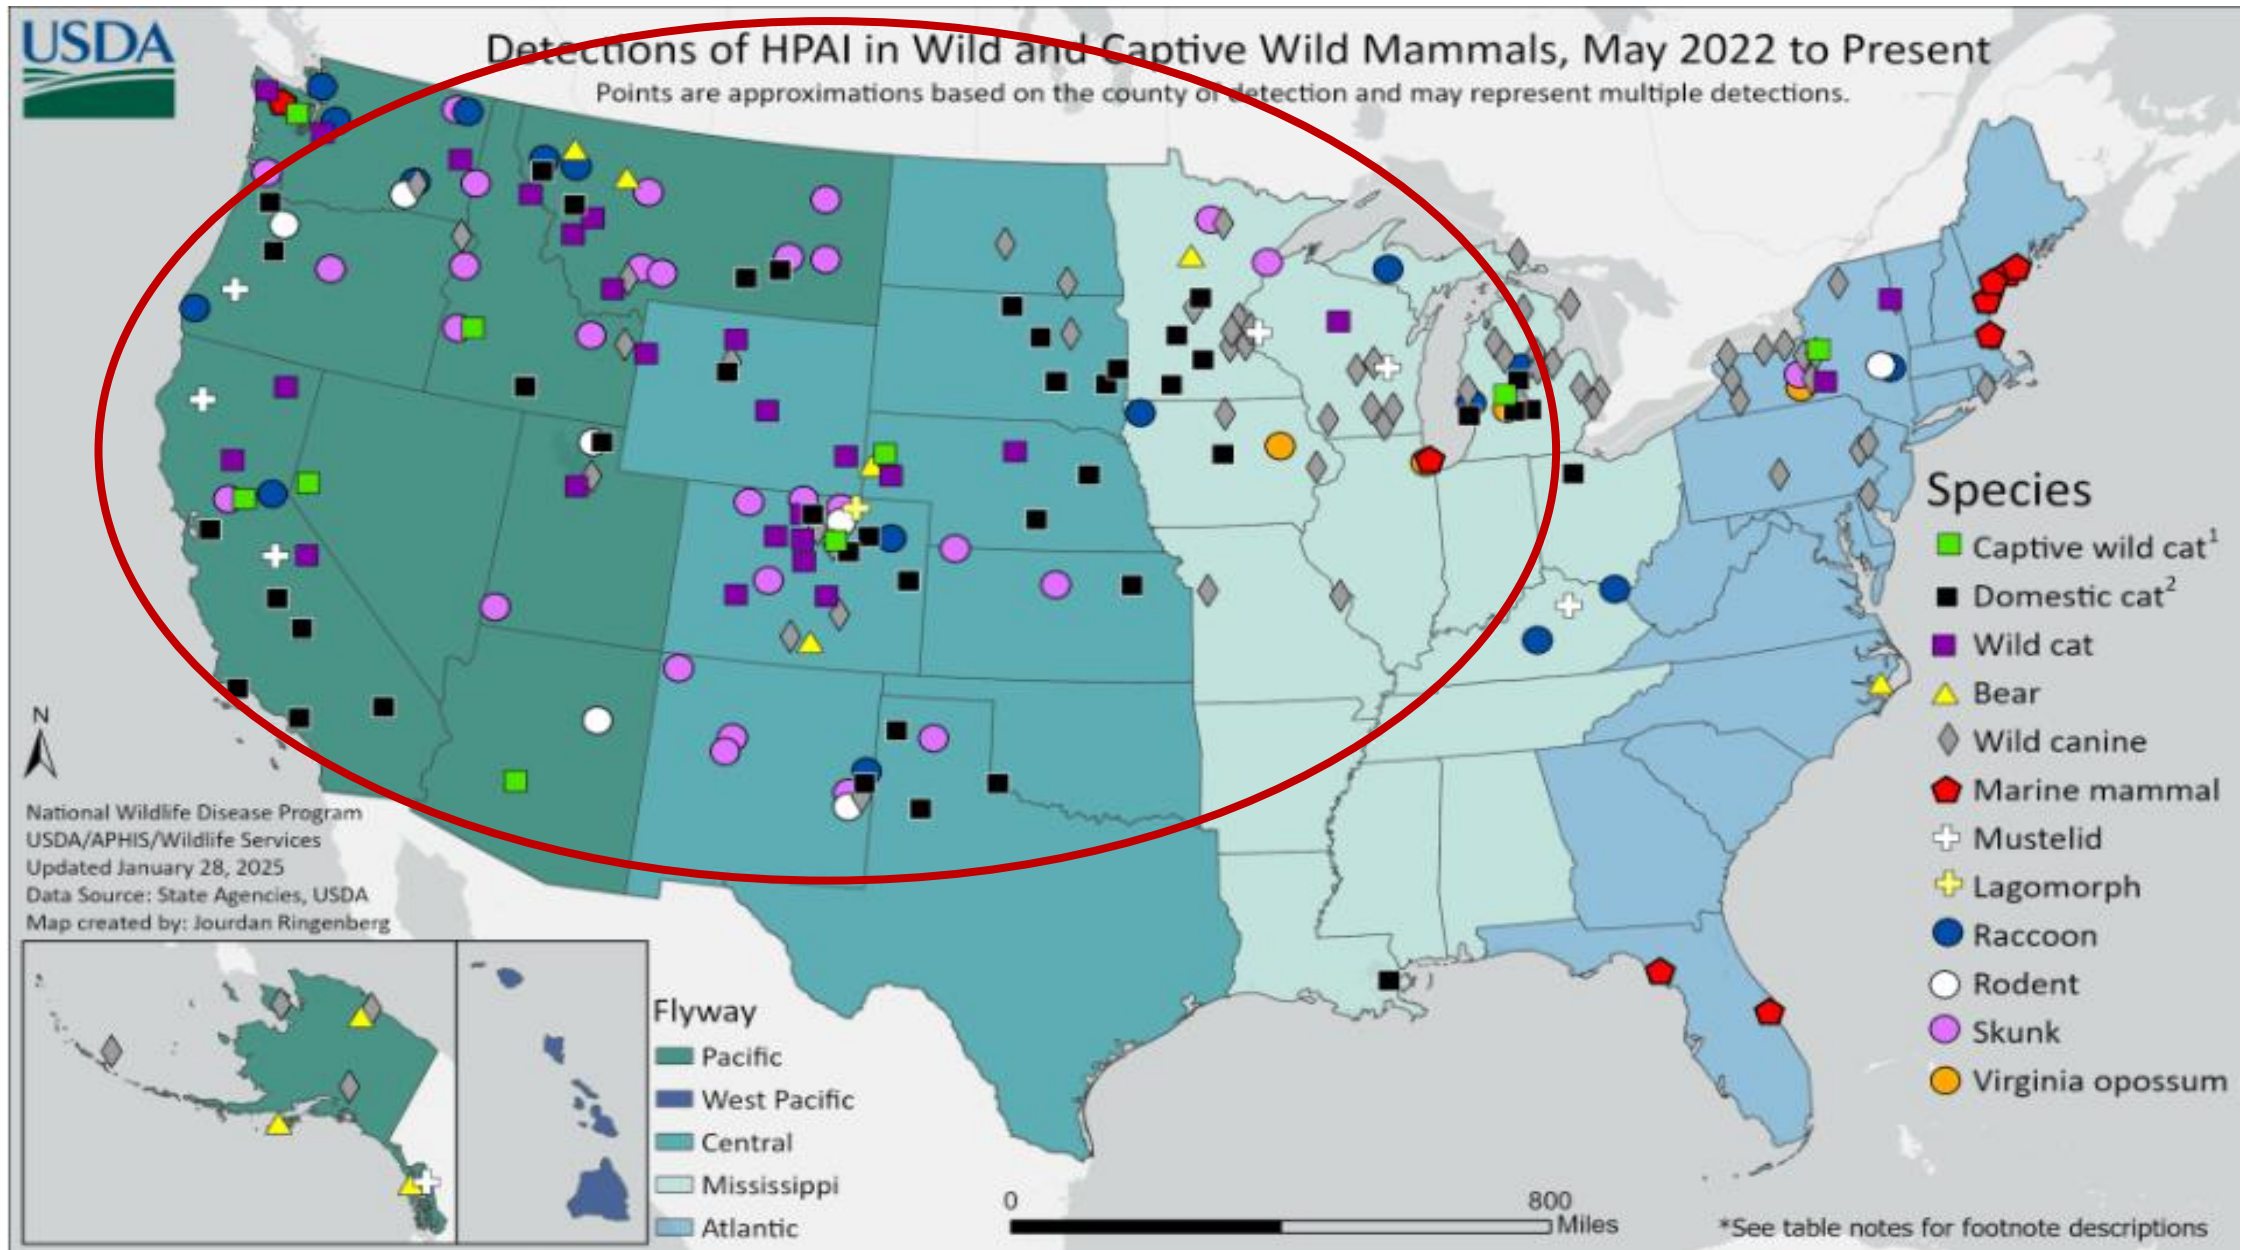 USDA
Detections of HPAI in Wild and Captive Wild Mammals, May 2022 to Present
Points are approximations based on the county of detection and may represent multiple detections.
Species
Captive wild cat¹
Domestic cat²
Wild cat
Bear
Wild canine
Marine mammal
Mustelid
Lagomorph
Raccoon
Rodent
Skunk
Virginia opossum
N
National Wildlife Disease Program
USDA/APHIS/Wildlife Services
Updated January 28, 2025
Data Source: State Agencies, USDA
Map created by: Jourdan Ringenberg
Flyway
Pacific
West Pacific
Central
Mississippi
Atlantic
0 800
Miles
*See table notes for footnote descriptions